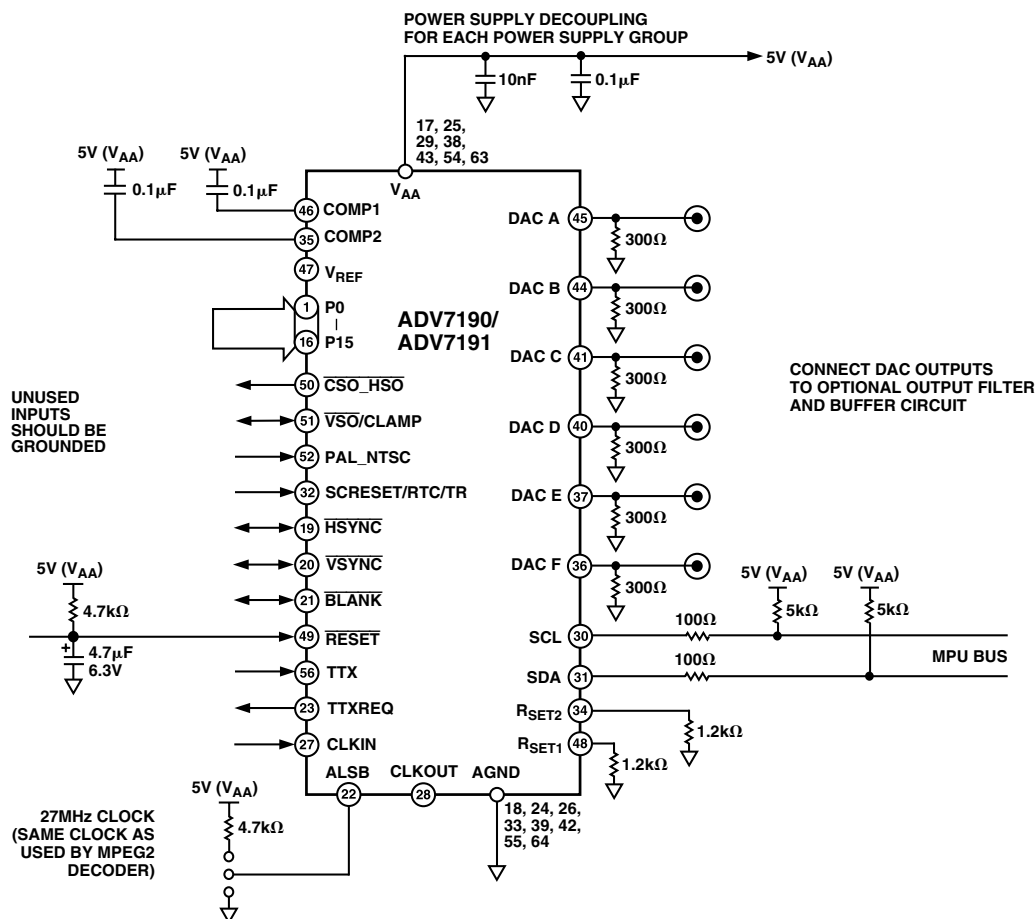 POWER SUPPLY DECOUPLING
FOR EACH POWER SUPPLY GROUP
5V (VAA)
10nF
0.1µF
17, 25,
29, 38,
43, 54, 63
VAA
5V (VAA)
5V (VAA)
0.1µF
0.1µF
46 COMP1
35 COMP2
47 VREF
1 P0
16 P15
50 CSO_HSO
51 VSO/CLAMP
52 PAL_NTSC
32 SCRESET/RTC/TR
19 HSYNC
20 VSYNC
21 BLANK
49 RESET
56 TTX
23 TTXREQ
27 CLKIN
ADV7190/
ADV7191
UNUSED
INPUTS
SHOULD BE
GROUNDED
5V (VAA)
4.7kΩ
+
4.7µF
6.3V
DAC A 45
300Ω
DAC B 44
300Ω
DAC C 41
300Ω
DAC D 40
300Ω
DAC E 37
300Ω
DAC F 36
300Ω
CONNECT DAC OUTPUTS
TO OPTIONAL OUTPUT FILTER
AND BUFFER CIRCUIT
5V (VAA)
5V (VAA)
5kΩ
5kΩ
SCL 30
100Ω
SDA 31
100Ω
MPU BUS
RSET2 34
1.2kΩ
RSET1 48
1.2kΩ
ALSB
22
CLKOUT
28
AGND
18, 24, 26,
33, 39, 42,
55, 64
5V (VAA)
4.7kΩ
27MHz CLOCK
(SAME CLOCK AS
USED BY MPEG2
DECODER)